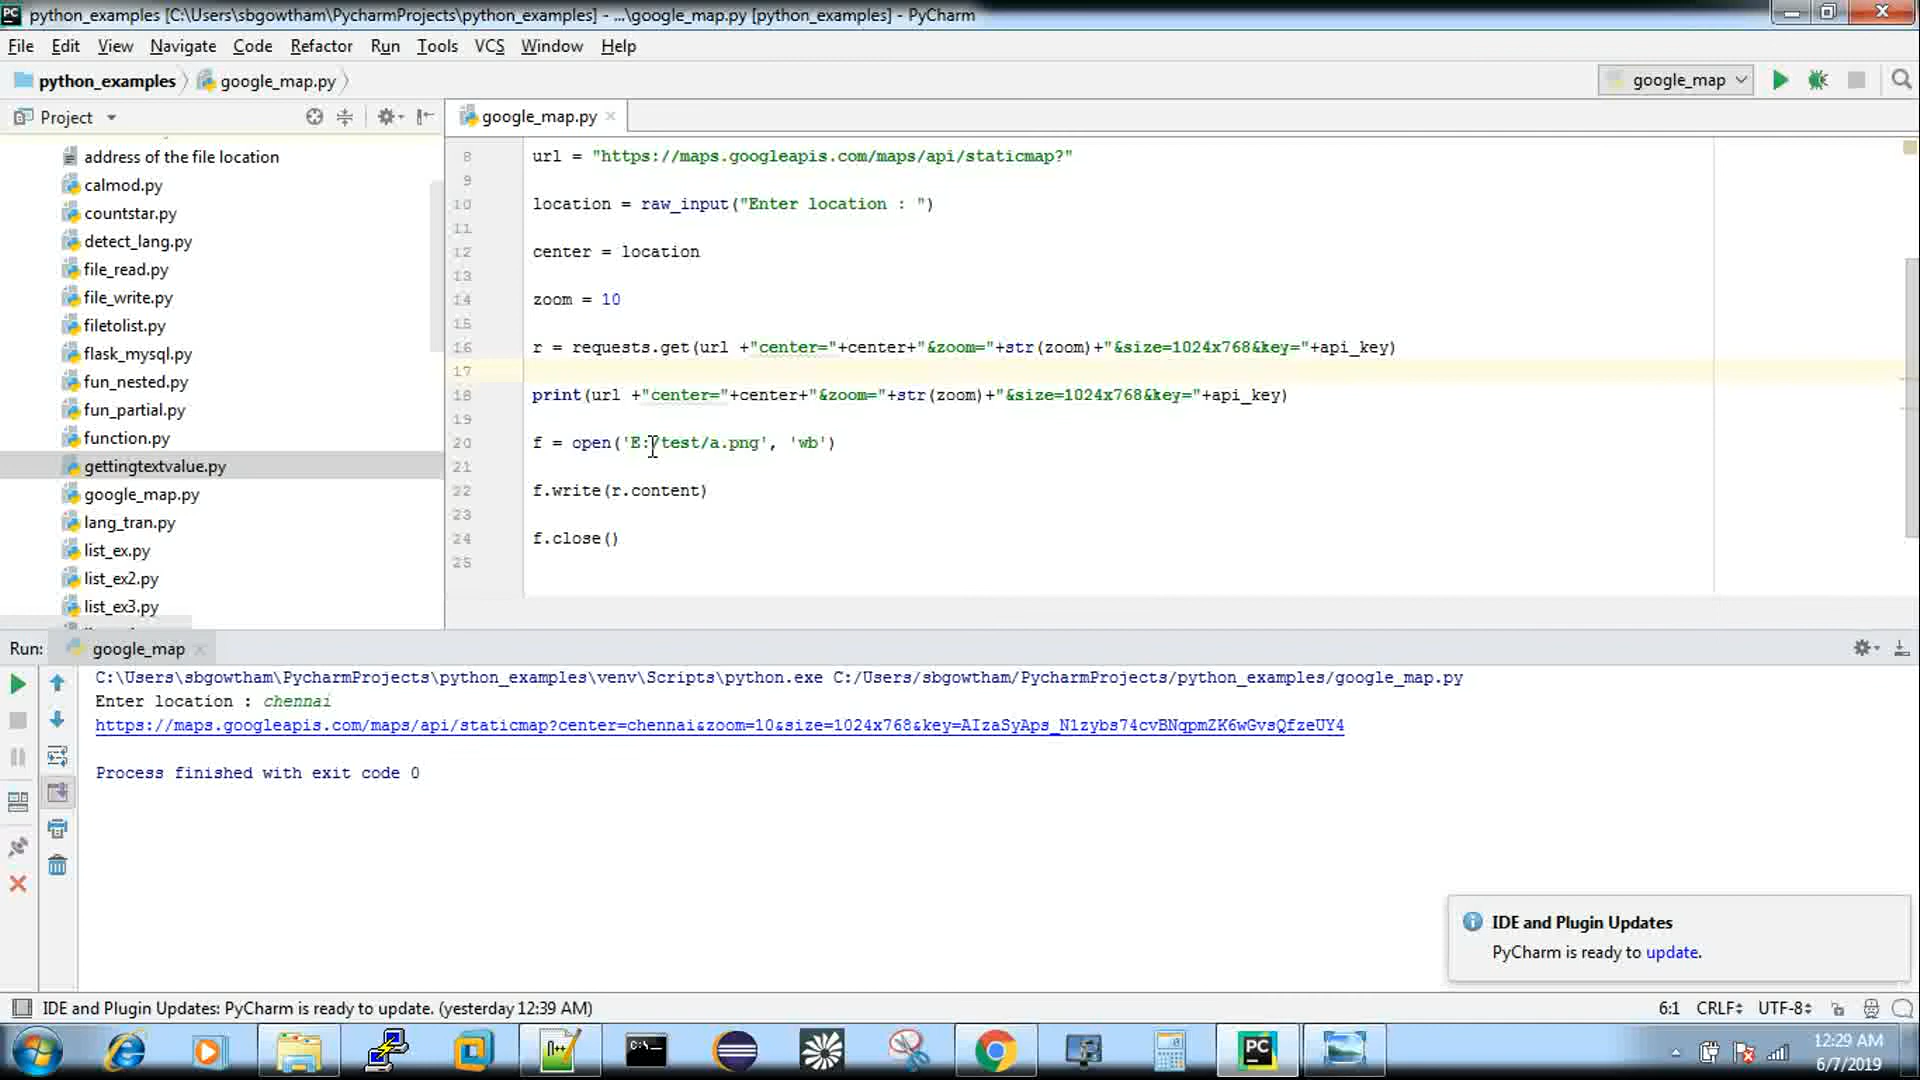 python_examples [C:\Users\sbgowtham\PycharmProjects\python_examples] - ...\google_map.py [python_examples] - PyCharm
File Edit View Navigate Code Refactor Run Tools VCS Window Help
python_examples google_map.py
google_map
Project
google_map.py
address of the file location
calmod.py
countstar.py
detect_lang.py
file_read.py
file_write.py
filetolist.py
flask_mysql.py
fun_nested.py
fun_partial.py
function.py
gettingtextvalue.py
google_map.py
lang_tran.py
list_ex.py
list_ex2.py
list_ex3.py
8 url = "https://maps.googleapis.com/maps/api/staticmap?"
9
10 location = raw_input("Enter location : ")
11
12 center = location
13
14 zoom = 10
15
16 r = requests.get(url +"center="+center+"&zoom="+str(zoom)+"&size=1024x768&key="+api_key)
17
18 print(url +"center="+center+"&zoom="+str(zoom)+"&size=1024x768&key="+api_key)
19
20 f = open('E:/test/a.png', 'wb')
21
22 f.write(r.content)
23
24 f.close()
25
Run: google_map
C:\Users\sbgowtham\PycharmProjects\python_examples\venv\Scripts\python.exe C:/Users/sbgowtham/PycharmProjects/python_examples/google_map.py
Enter location : chennai
https://maps.googleapis.com/maps/api/staticmap?center=chennai&zoom=10&size=1024x768&key=AIzaSyAps_N1zybs74cvBNqpmZK6wGvsQfzeUY4
Process finished with exit code 0
IDE and Plugin Updates
PyCharm is ready to update.
IDE and Plugin Updates: PyCharm is ready to update. (yesterday 12:39 AM)
6:1 CRLF UTF-8
12:29 AM
6/7/2019